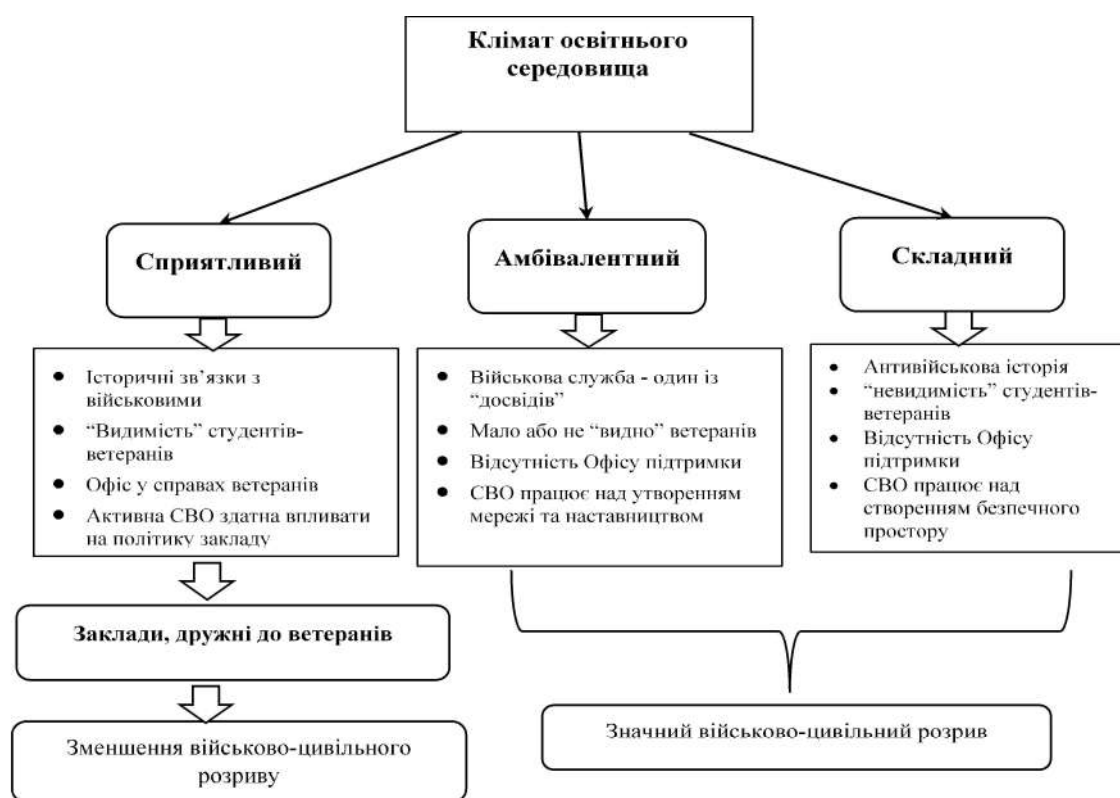 Клімат освітнього
середовища
Сприятливий
Амбівалентний
Складний
Історичні зв’язки з
військовими
“Видимість” студентів-
ветеранів
Офіс у справах ветеранів
Активна СВО здатна впливати
на політику закладу
Військова служба - один із
“досвідів”
Мало або не “видно” ветеранів
Відсутність Офісу підтримки
СВО працює над утворенням
мережі та наставництвом
Антивійськова історія
“невидимість” студентів-
ветеранів
Відсутність Офісу
підтримки
СВО працює над
створенням безпечного
простору
Заклади, дружні до ветеранів
Зменшення військово-цивільного
розриву
Значний військово-цивільний розрив